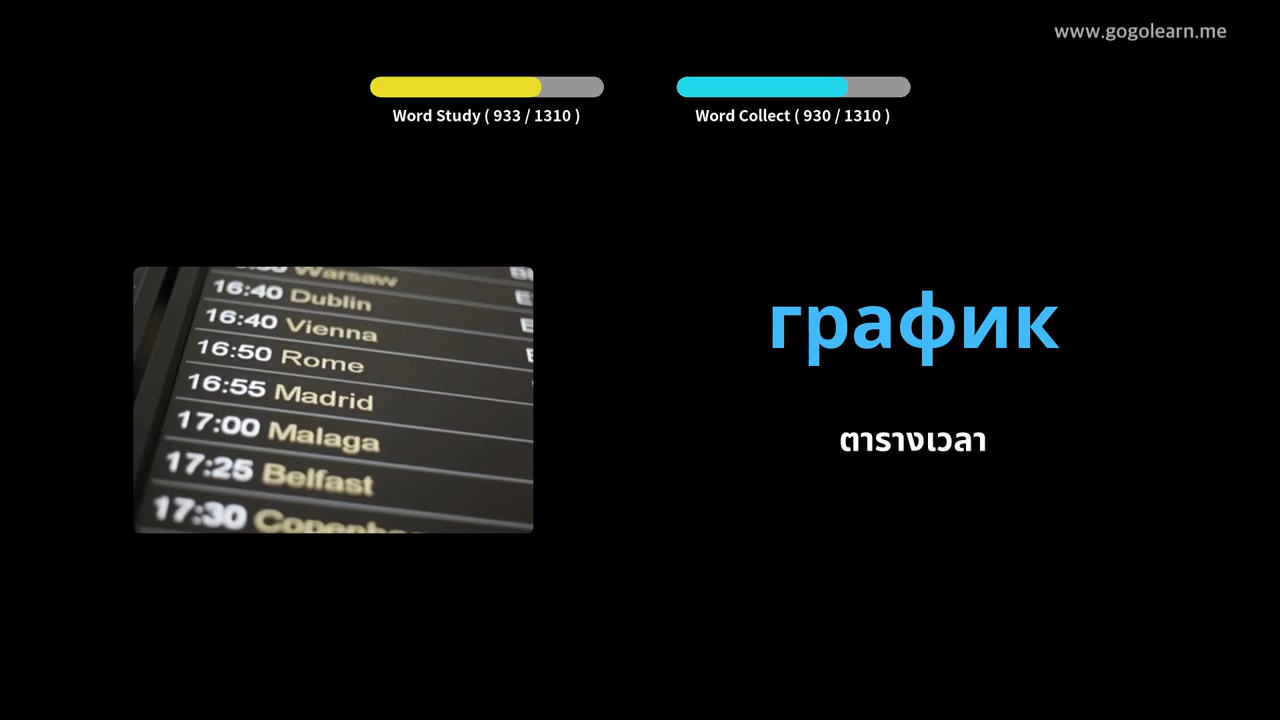 www.gogolearn.me
Word Study ( 933 / 1310 )
Word Collect ( 930 / 1310 )
Warsaw
16:40 Dublin
16:40 Vienna
16:50 Rome
16:55 Madrid
17:00 Malaga
17:25 Belfast
17:30
график
ตารางเวลา